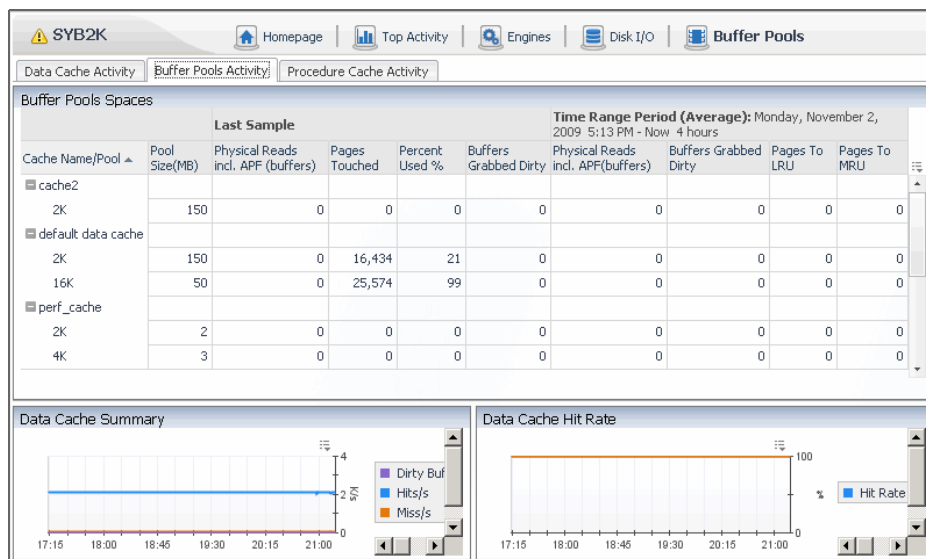 SYB2K Homepage Top Activity Engines Disk I/O Buffer Pools
Data Cache Activity Buffer Pools Activity Procedure Cache Activity
Buffer Pools Spaces
Last Sample
Time Range Period (Average): Monday, November 2,
2009 5:13 PM - Now 4 hours
Cache Name/Pool
Pool
Size(MB)
Physical Reads
incl. APF (buffers)
Pages
Touched
Percent
Used %
Buffers
Grabbed Dirty
Physical Reads
incl. APF(buffers)
Buffers Grabbed
Dirty
Pages To
LRU
Pages To
MRU
cache2
2K 150 0 0 0 0 0 0 0 0
default data cache
2K 150 0 16,434 21 0 0 0 0 0
16K 50 0 25,574 99 0 0 0 0 0
perf_cache
2K 2 0 0 0 0 0 0 0 0
4K 3 0 0 0 0 0 0 0 0
Data Cache Summary
4
2
0
K/s
17:15 18:00 18:45 19:30 20:15 21:00
Dirty Buf
Hits/s
Miss/s
Data Cache Hit Rate
100
0
%
17:15 18:00 18:45 19:30 20:15 21:00
Hit Rate